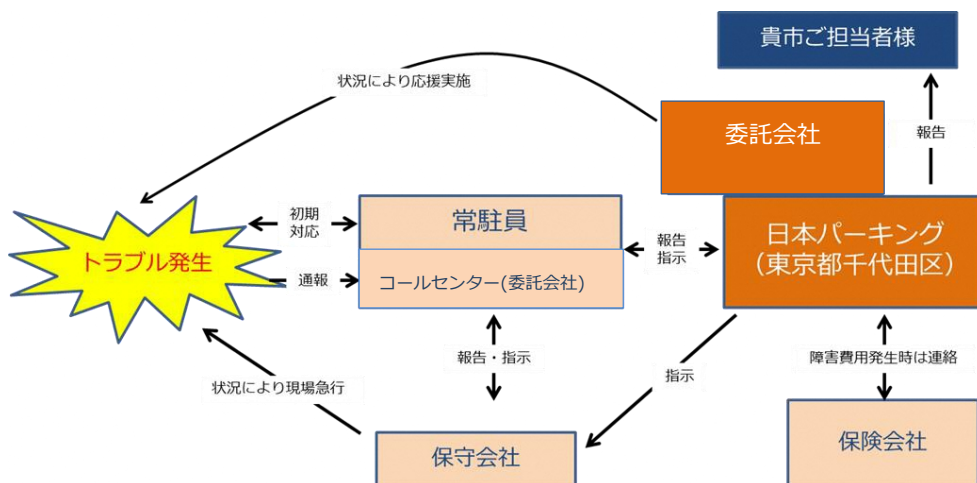 貴市ご担当者様
状況により応援実施
委託会社
報告
初期
対応
常駐員
報告
指示
日本パーキング
(東京都千代田区)
トラブル発生
通報
コールセンター(委託会社)
報告・指示
障害費用発生時は連絡
指示
状況により現場急行
保守会社
保険会社